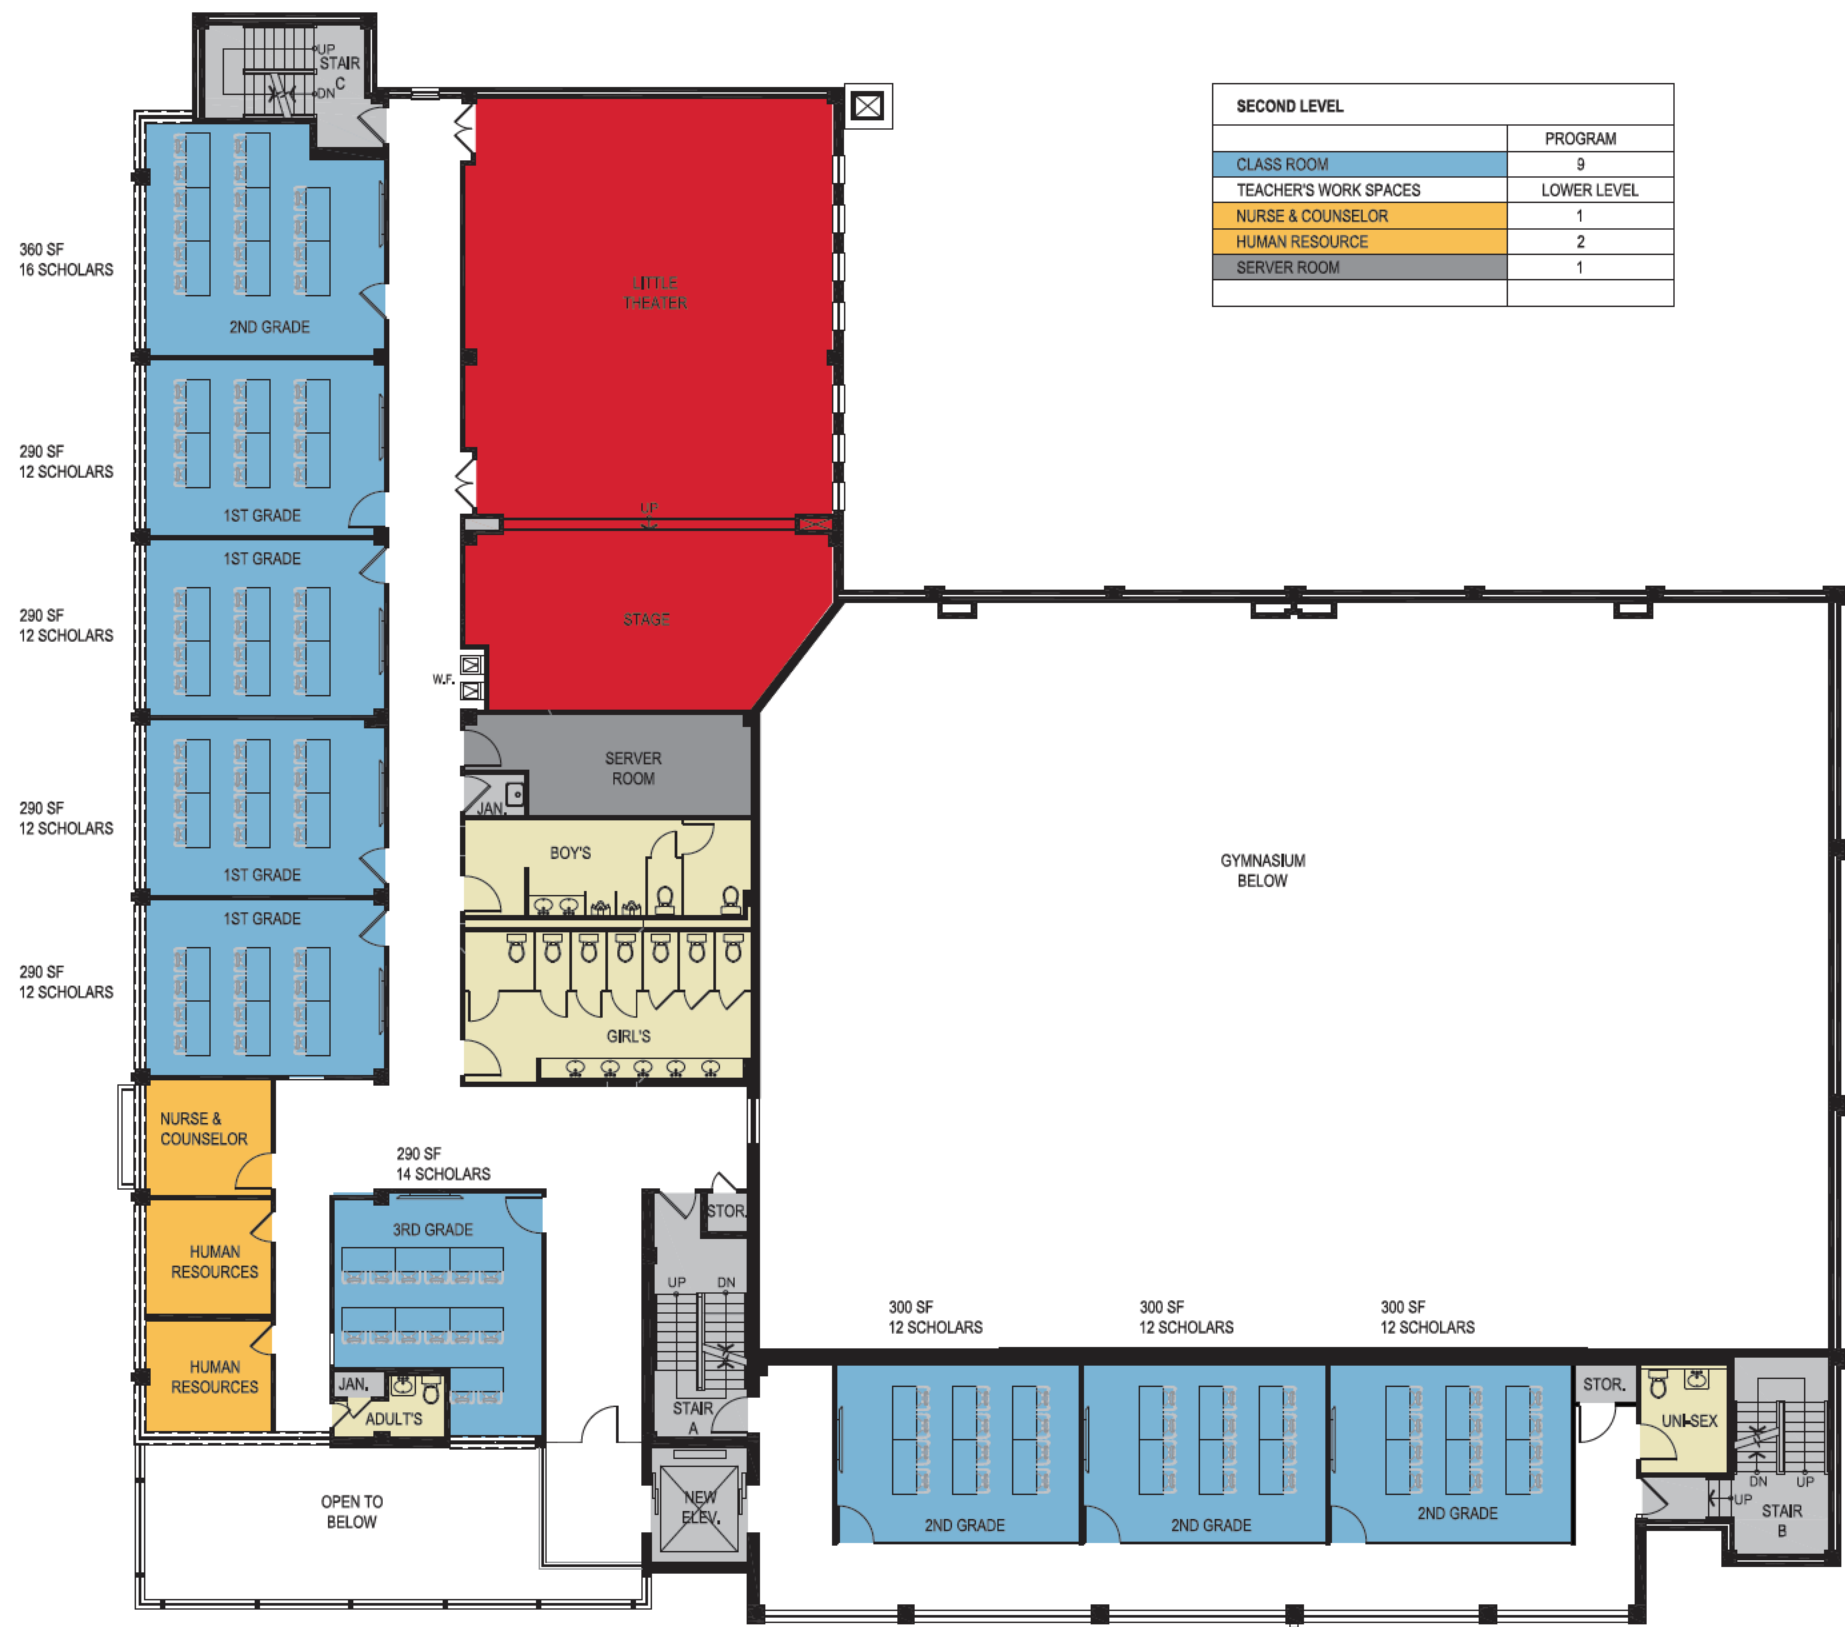 UP
STAIR
C
DN
SECOND LEVEL
PROGRAM
CLASS ROOM 9
TEACHER'S WORK SPACES LOWER LEVEL
NURSE & COUNSELOR 1
HUMAN RESOURCE 2
SERVER ROOM 1
360 SF
16 SCHOLARS
2ND GRADE
LITTLE
THEATER
290 SF
12 SCHOLARS
1ST GRADE
UP
1ST GRADE
290 SF
12 SCHOLARS
STAGE
W.F.
SERVER
ROOM
JAN.
290 SF
12 SCHOLARS
1ST GRADE
BOY'S
GYMNASIUM
BELOW
1ST GRADE
290 SF
12 SCHOLARS
GIRL'S
NURSE &
COUNSELOR
290 SF
14 SCHOLARS
3RD GRADE
STOR.
HUMAN
RESOURCES
UP DN
300 SF
12 SCHOLARS
300 SF
12 SCHOLARS
300 SF
12 SCHOLARS
HUMAN
RESOURCES
JAN.
ADULT'S
STAIR
A
STOR.
UNI-SEX
DN UP
UP
STAIR
B
OPEN TO
BELOW
NEW
ELEV.
2ND GRADE
2ND GRADE
2ND GRADE